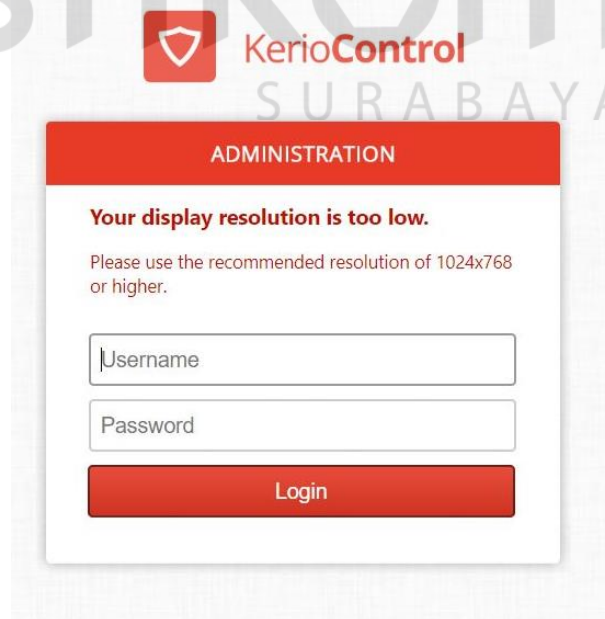 KerioControl
SURABAYA
ADMINISTRATION
Your display resolution is too low.
Please use the recommended resolution of 1024x768
or higher.
Username
Password
Login